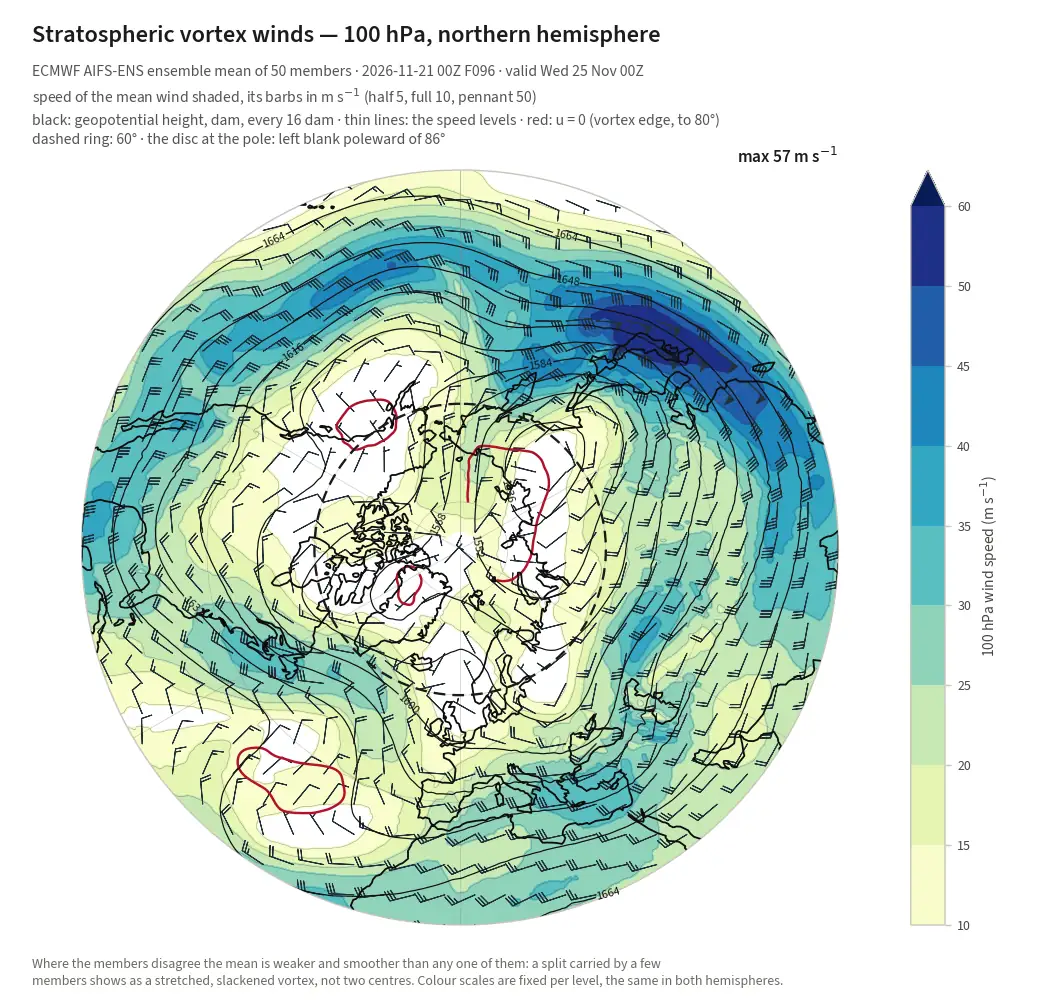 Stratospheric vortex winds — 100 hPa, northern hemisphere
ECMWF AIFS-ENS ensemble mean of 50 members · 2026-11-21 00Z F096 · valid Wed 25 Nov 00Z
speed of the mean wind shaded, its barbs in m s⁻¹ (half 5, full 10, pennant 50)
black: geopotential height, dam, every 16 dam · thin lines: the speed levels · red: u = 0 (vortex edge, to 80°)
dashed ring: 60° · the disc at the pole: left blank poleward of 86°
max 57 m s⁻¹
1664
1664
1648
1616
1584
1568
1600
1664
60
50
45
40
35
30
25
20
15
10
100 hPa wind speed (m s⁻¹)
Where the members disagree the mean is weaker and smoother than any one of them: a split carried by a few
members shows as a stretched, slackened vortex, not two centres. Colour scales are fixed per level, the same in both hemispheres.